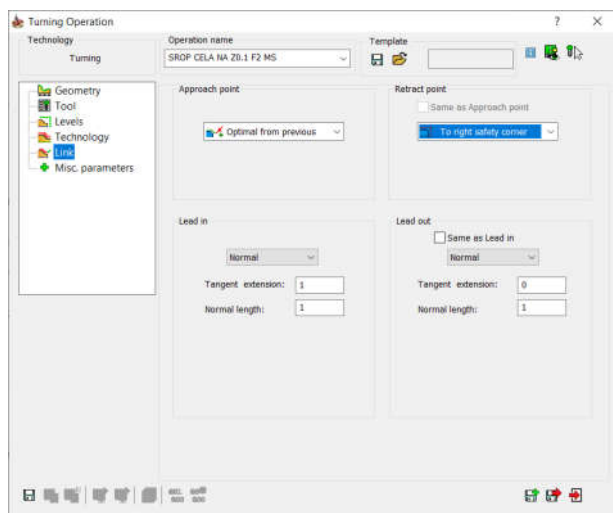 Turning Operation
?
Technology
Turning
Operation name
SROP CELA NA Z0.1 F2 MS
Template
Geometry
Tool
Levels
Technology
Link
Misc. parameters
Approach point
Optimal from previous
Retract point
Same as Approach point
To right safety corner
Lead in
Normal
Tangent extension:
1
Normal length:
1
Lead out
Same as Lead in
Normal
Tangent extension:
0
Normal length:
1